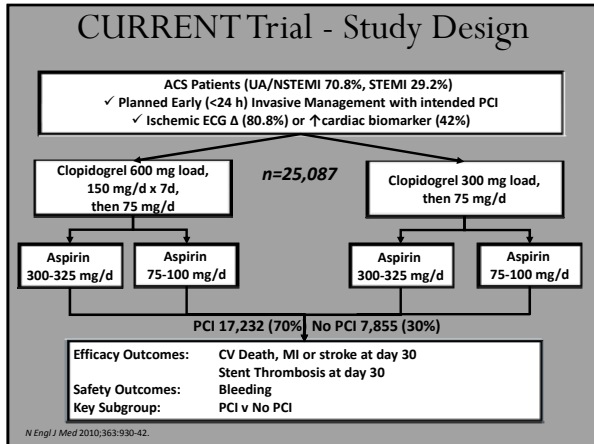 CURRENT Trial - Study Design
ACS Patients (UA/NSTEMI 70.8%, STEMI 29.2%)
✓ Planned Early (<24 h) Invasive Management with intended PCI
✓ Ischemic ECG Δ (80.8%) or ↑cardiac biomarker (42%)
Clopidogrel 600 mg load,
150 mg/d x 7d,
then 75 mg/d
n=25,087
Clopidogrel 300 mg load,
then 75 mg/d
Aspirin
300-325 mg/d
Aspirin
75-100 mg/d
Aspirin
300-325 mg/d
Aspirin
75-100 mg/d
PCI 17,232 (70%) No PCI 7,855 (30%)
Efficacy Outcomes: CV Death, MI or stroke at day 30
Stent Thrombosis at day 30
Safety Outcomes: Bleeding
Key Subgroup: PCI v No PCI
N Engl J Med 2010;363:930-42.